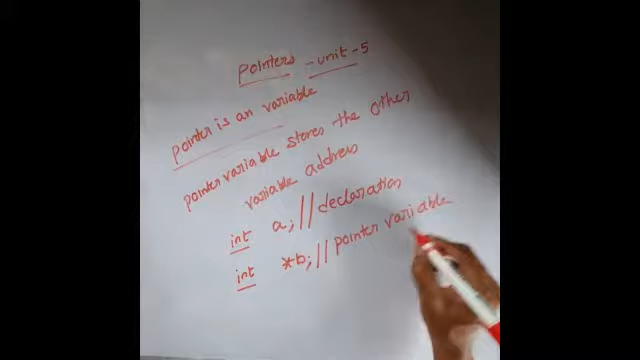 pointers - unit - 5
pointer is an variable
pointer variable stores the other
variable address
int a; // declaration
int *b; // pointer variable